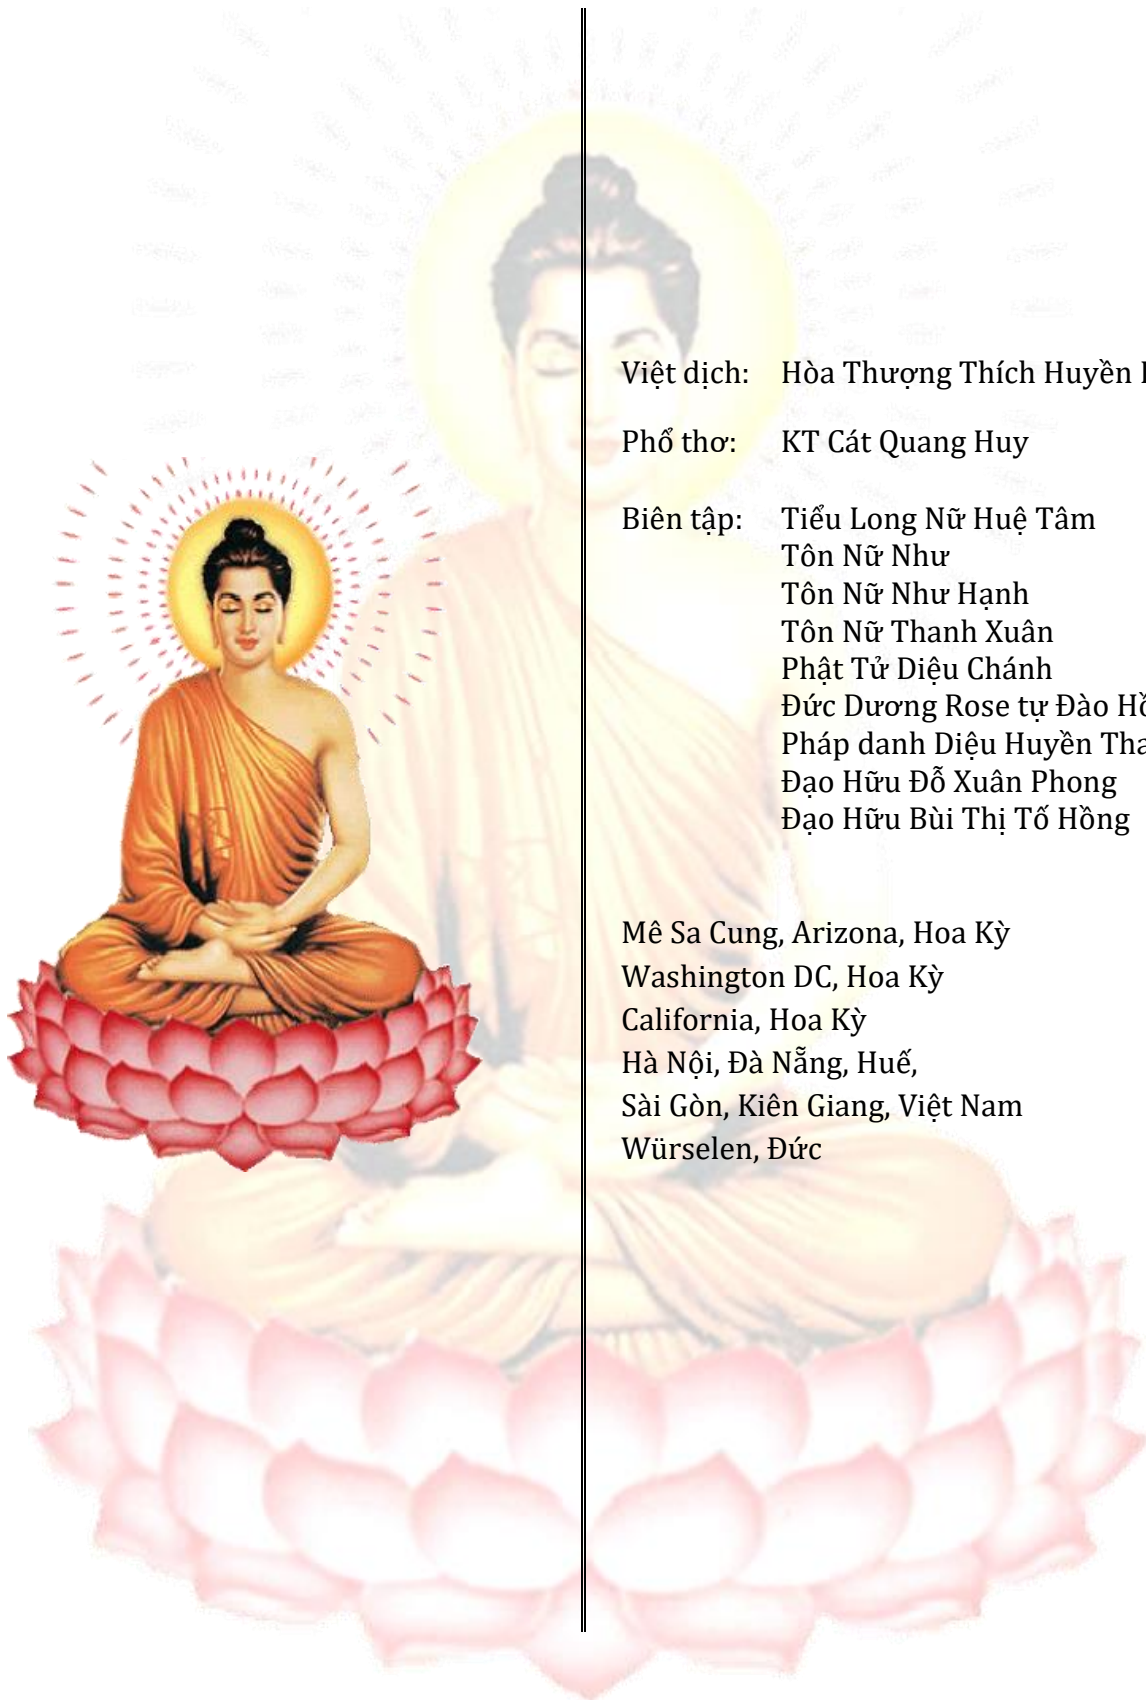 Việt dịch: Hòa Thượng Thích Huyền
Phổ thơ: KT Cát Quang Huy
Biên tập: Tiểu Long Nữ Huệ Tâm
Tôn Nữ Như
Tôn Nữ Như Hạnh
Tôn Nữ Thanh Xuân
Phật Tử Diệu Chánh
Đức Dương Rose tự Đào
Pháp danh Diệu Huyền
Đạo Hữu Đỗ Xuân Phong
Đạo Hữu Bùi Thị Tố Hồng
Mê Sa Cung, Arizona, Hoa Kỳ
Washington DC, Hoa Kỳ
California, Hoa Kỳ
Hà Nội, Đà Nẵng, Huế,
Sài Gòn, Kiên Giang, Việt Nam
Würselen, Đức